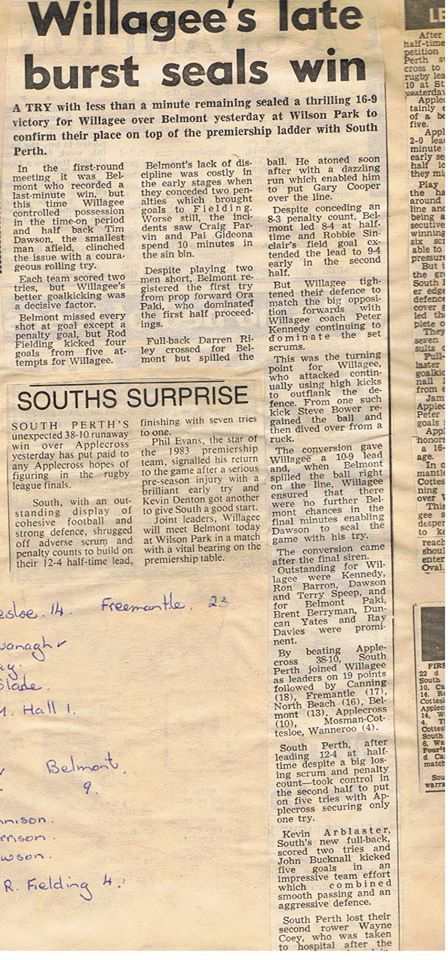 Willagee's late
burst seals win
A TRY with less than a minute remaining sealed a thrilling 16-9
victory for Willagee over Belmont yesterday at Wilson Park to
confirm their place on top of the premiership ladder with South
Perth.
In the first-round
meeting it was Bel-
mont who recorded a
last-minute win, but
this time Willagee
controlled possession
in the time-on period
and half back Tim
Dawson, the smallest
man afield, clinched
the issue with a coura-
geous rolling try.
Each team scored two
tries, but Willagee's
better goalkicking was
a decisive factor.
Belmont missed every
shot at goal except a
penalty goal, but Rod
Fielding kicked four
goals from five at-
tempts for Willagee.
Belmont's lack of dis-
cipline was costly in
the early stages when
they conceded two pen-
alties which brought
goals to Fielding.
Worse still, the inci-
dents saw Craig Par-
vin and Pai Gideona
spend 10 minutes in
the sin bin.
Despite playing two
men short, Belmont re-
gistered the first try
from prop forward Ora
Paki, who dominated
the first half proceed-
ings.
Full-back Darren Ri-
ley crossed for Bel-
mont but spilled the
ball. He atoned soon
after with a dazzling
run which enabled him
to put Gary Cooper
over the line.
Despite conceding an
8-3 penalty count, Bel-
mont led 8-4 at half-
time and Robbie Sin-
clair's field goal ex-
tended the lead to 9-4
early in the second
half.
But Willagee tigh-
tened their defence to
match the big opposi-
tion forwards with
Willagee coach Peter
Kennedy continuing to
dominate the set
scrums.
This was the turning
point for Willagee,
who attacked contin-
ually using high kicks
to outflank the de-
fence. From one such
kick Steve Bower re-
gained the ball and
then dived over from a
ruck.
The conversion gave
Willagee a 10-9 lead
and, when Belmont
spilled the ball right
on the line, Willagee
ensured that there
were no further Bel-
mont chances in the
final minutes enabling
Dawson to seal the
game with his try.
The conversion came
after the final siren.
Outstanding for Wil-
lagee were Kennedy,
Ron Barron, Dawson
and Terry Speep, and
for Belmont Paki,
Brent Berryman, Dun-
can Yates and Ray
Davies were promi-
nent.
By beating Apple-
cross 38-10, South
Perth joined Willagee
as leaders on 19 points
followed by Canning
(18), Fremantle (17),
North Beach (16), Bel-
mont (13), Applecross
(10), Mosman-Cot-
tesloe, Wanneroo (4).
South Perth, after
leading 12-4 at half-
time despite a big los-
ing scrum and penalty
count—took control in
the second half to put
on five tries with Ap-
plecross securing only
one try.
Kevin Arblaster,
South's new full-back,
scored two tries and
John Bucknall kicked
five goals in an
impressive team effort
which combined
smooth passing and an
aggressive defence.
South Perth lost their
second rower Wayne
Coey, who was taken
to hospital after the
SOUTHS SURPRISE
SOUTH PERTH'S
unexpected 38-10 runaway
win over Applecross
yesterday has put paid to
any Applecross hopes of
figuring in the rugby
league finals.
South, with an out-
standing display of
cohesive football and
strong defence, shrugged
off adverse scrum and
penalty counts to build on
their 12-4 half-time lead,
finishing with seven tries
to one.
Phil Evans, the star of
the 1983 premiership
team, signalled his return
to the game after a serious
pre-season injury with a
brilliant early try and
Kevin Denton got another
to give South a good start.
Joint leaders, Willagee
will meet Belmont today
at Wilson Park in a match
with a vital bearing on the
premiership table.
esloe 14. Freemantle 23
vanagh
ay.
lade.
M. Hall 1.
Belmont.
9
nnison.
rrison.
wson.
R. Fielding 4.